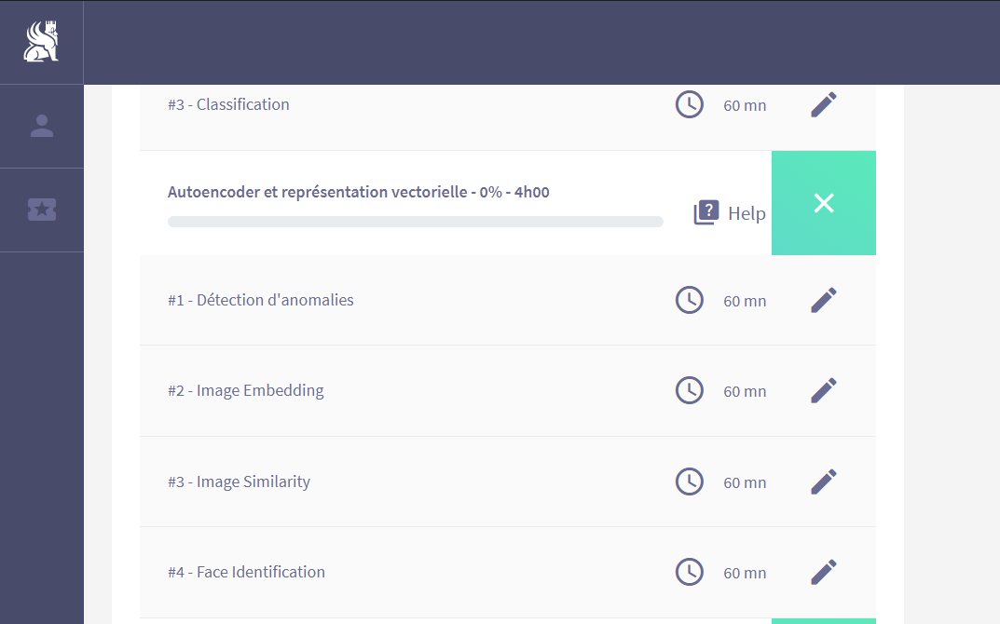 #3 - Classification 60 mn
Autoencoder et représentation vectorielle - 0% - 4h00
? Help
#1 - Détection d'anomalies 60 mn
#2 - Image Embedding 60 mn
#3 - Image Similarity 60 mn
#4 - Face Identification 60 mn